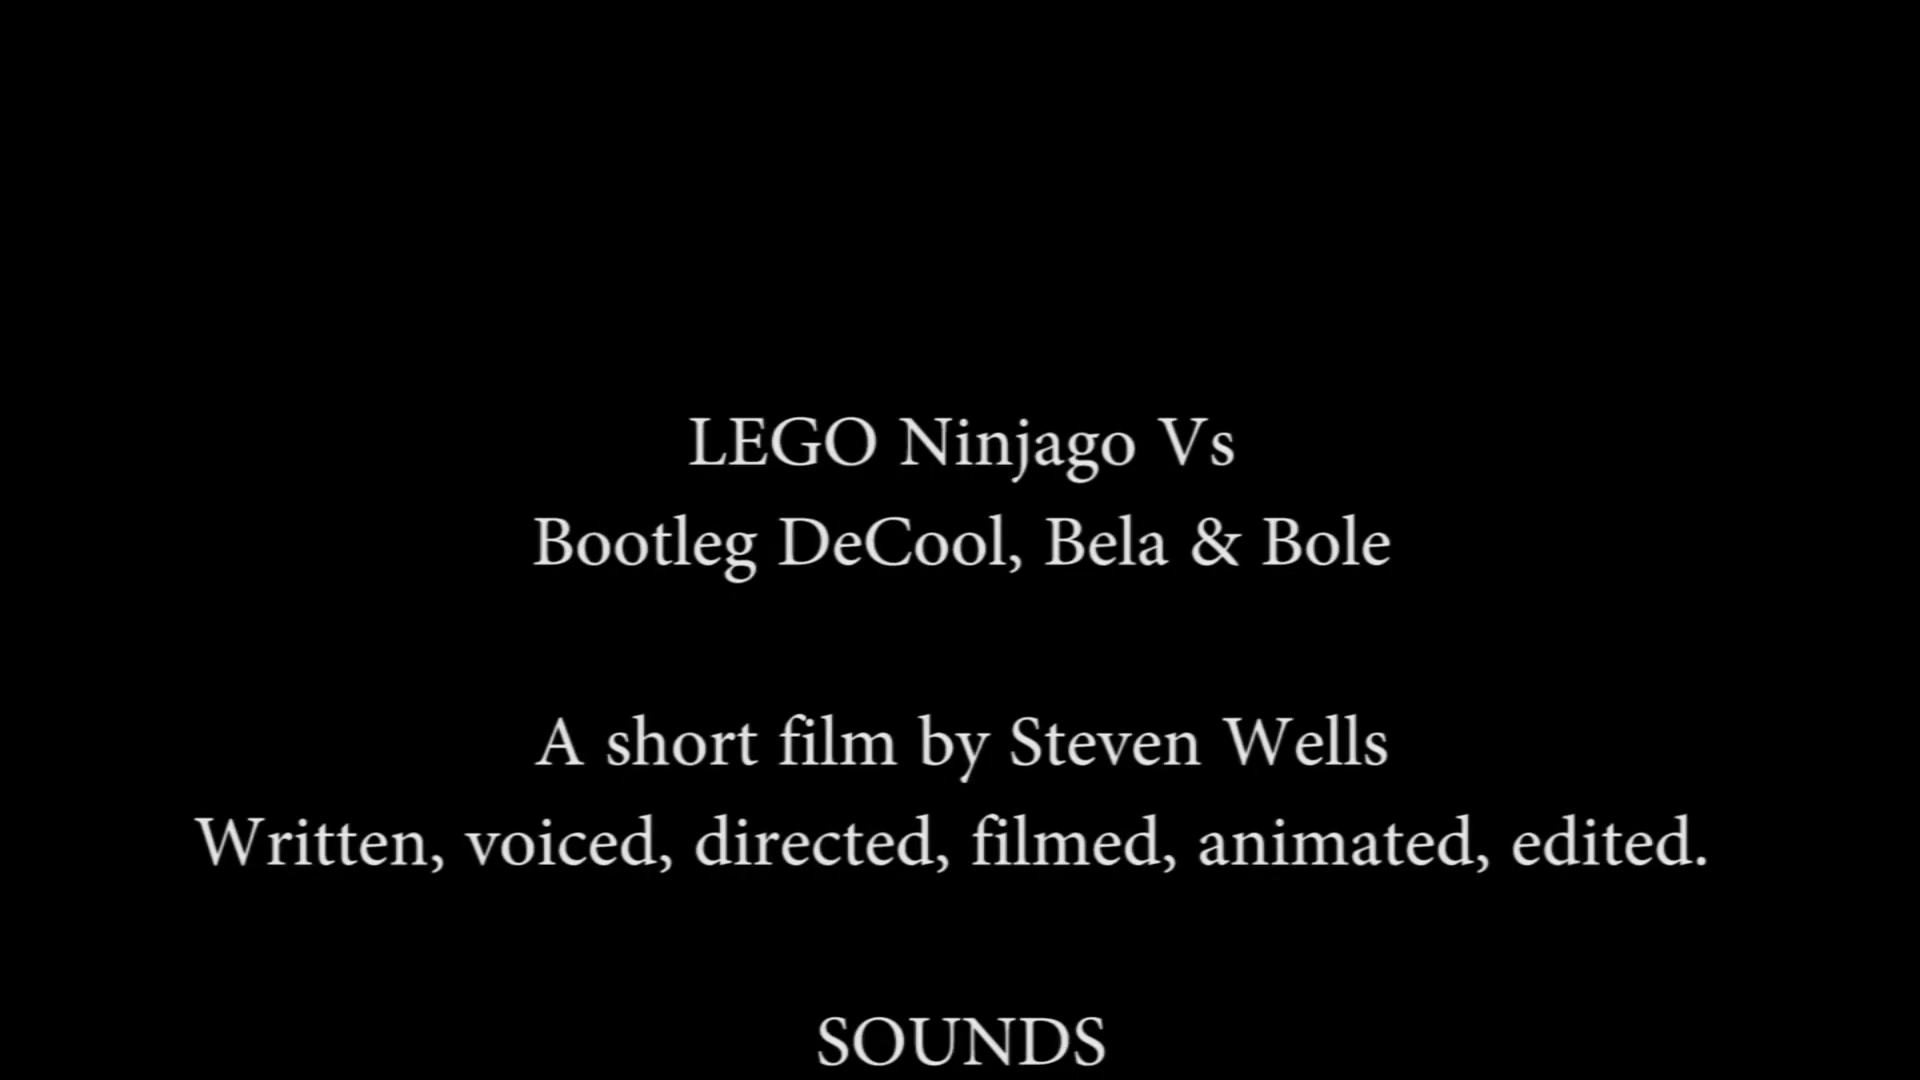 LEGO Ninjago Vs
Bootleg DeCool, Bela & Bole
A short film by Steven Wells
Written, voiced, directed, filmed, animated, edited.
SOUNDS